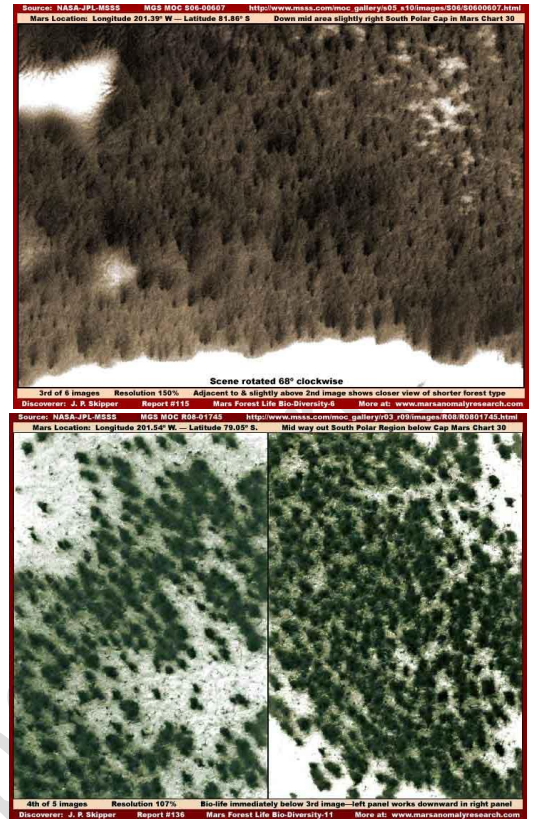 Source: NASA-JPL-MSSS MGS MOC S06-00607 http://www.msss.com/moc_gallery/s05_s10/images/S06/S0600607.html
Mars Location: Longitude 201.39° W — Latitude 81.86° S Down mid area slightly right South Polar Cap in Mars Chart 30
Scene rotated 68° clockwise
3rd of 6 images Resolution 150% Adjacent to & slightly above 2nd image shows closer view of shorter forest type
Discoverer: J. P. Skipper Report #115 Mars Forest Life Bio-Diversity-6 More at: www.marsanomalyresearch.com
Source: NASA-JPL-MSSS MGS MOC R08-01745 http://www.msss.com/moc_gallery/r03_r09/images/R08/R0801745.html
Mars Location: Longitude 201.54° W. — Latitude 79.05° S. Mid way out South Polar Region below Cap Mars Chart 30
4th of 5 images Resolution 107% Bio-life immediately below 3rd image—left panel works downward in right panel
Discoverer: J. P. Skipper Report #136 Mars Forest Life Bio-Diversity-11 More at: www.marsanomalyresearch.com